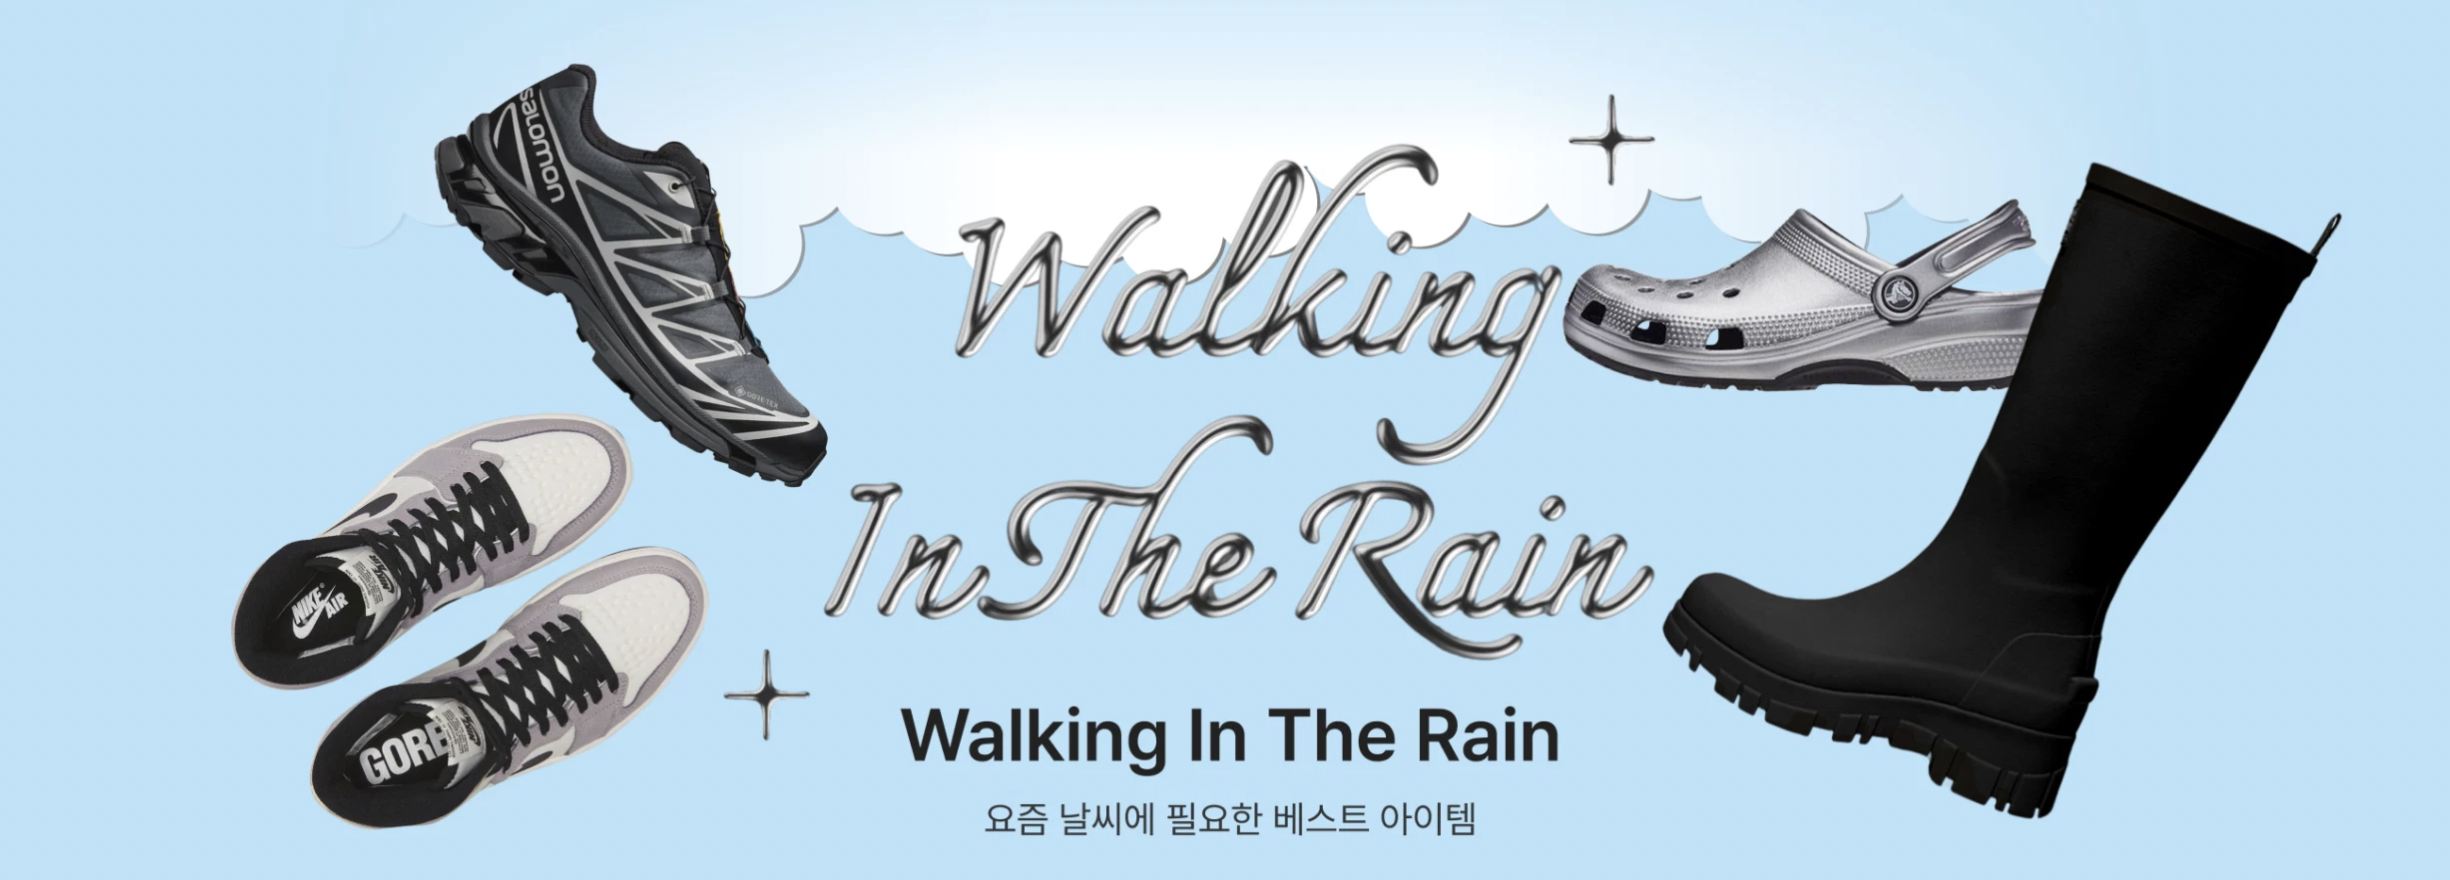 salomon
GORE-TEX
Walking
In The Rain
NIKE
AIR
GORE
Walking In The Rain
요즘 날씨에 필요한 베스트 아이템